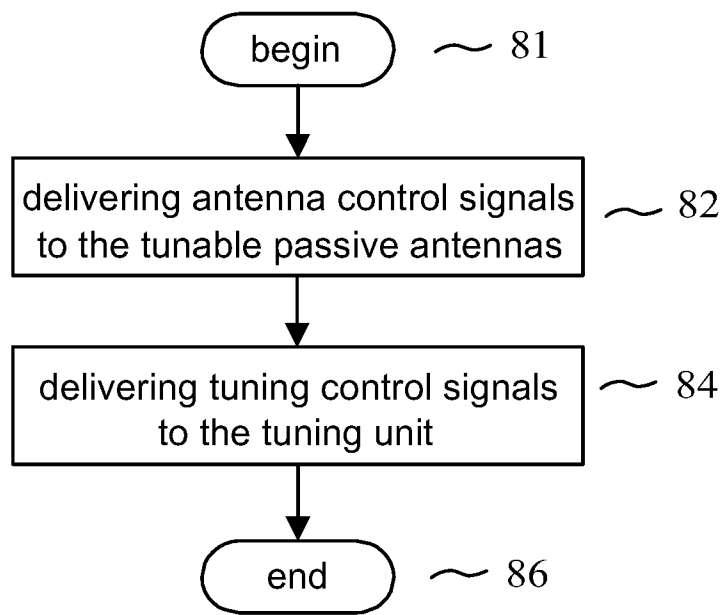 begin
81
delivering antenna control signals
to the tunable passive antennas
82
delivering tuning control signals
to the tuning unit
84
end
86